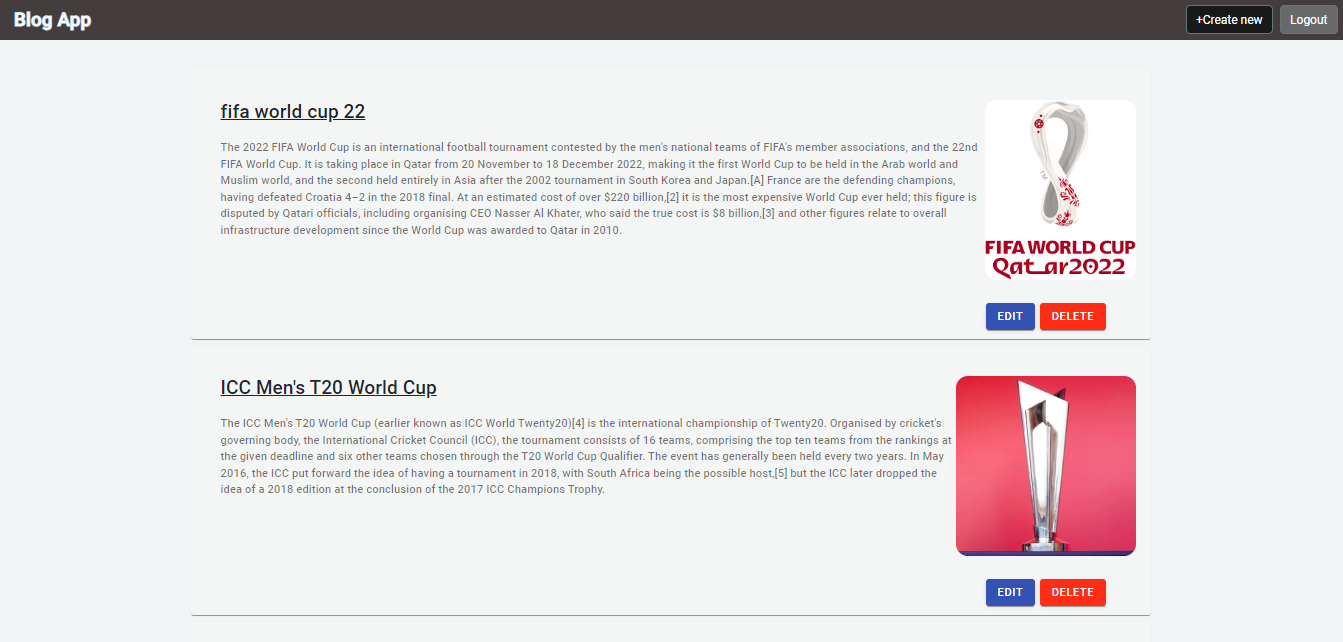 Blog App
+Create new
Logout
fifa world cup 22
The 2022 FIFA World Cup is an international football tournament contested by the men's national teams of FIFA's member associations, and the 22nd
FIFA World Cup. It is taking place in Qatar from 20 November to 18 December 2022, making it the first World Cup to be held in the Arab world and
Muslim world, and the second held entirely in Asia after the 2002 tournament in South Korea and Japan.[A] France are the defending champions,
having defeated Croatia 4–2 in the 2018 final. At an estimated cost of over $220 billion,[2] it is the most expensive World Cup ever held; this figure is
disputed by Qatari officials, including organising CEO Nasser Al Khater, who said the true cost is $8 billion,[3] and other figures relate to overall
infrastructure development since the World Cup was awarded to Qatar in 2010.
TM
FIFA WORLD CUP
Qatar2022
EDIT
DELETE
ICC Men's T20 World Cup
The ICC Men's T20 World Cup (earlier known as ICC World Twenty20)[4] is the international championship of Twenty20. Organised by cricket's
governing body, the International Cricket Council (ICC), the tournament consists of 16 teams, comprising the top ten teams from the rankings at
the given deadline and six other teams chosen through the T20 World Cup Qualifier. The event has generally been held every two years. In May
2016, the ICC put forward the idea of having a tournament in 2018, with South Africa being the possible host,[5] but the ICC later dropped the
idea of a 2018 edition at the conclusion of the 2017 ICC Champions Trophy.
EDIT
DELETE